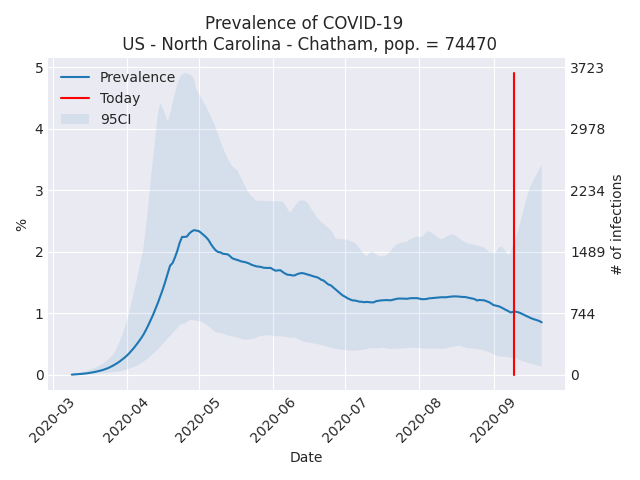 Prevalence of COVID-19
US - North Carolina - Chatham, pop. = 74470
Prevalence
Today
95CI
5
4
3
2
1
0
%
3723
2978
2234
1489
744
0
# of infections
2020-03
2020-04
2020-05
2020-06
2020-07
2020-08
2020-09
Date